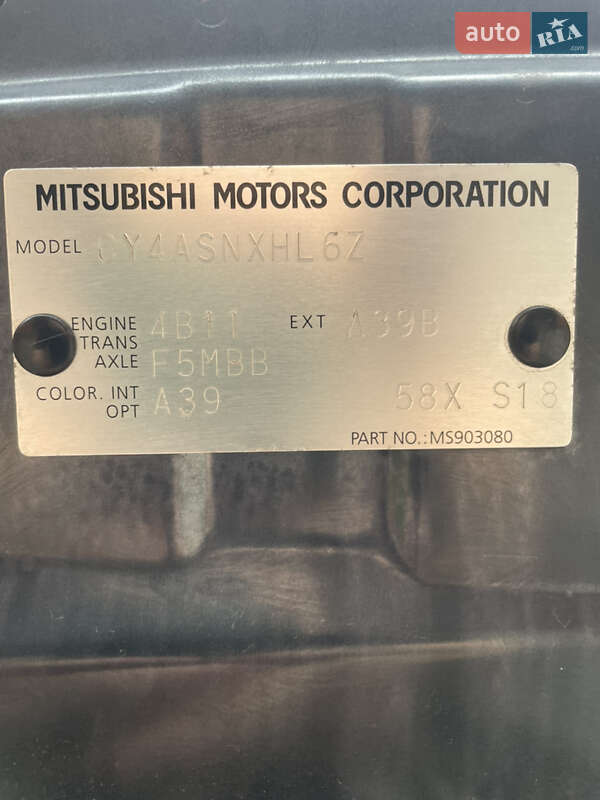 auto RIA.com
MITSUBISHI MOTORS CORPORATION
MODEL CY4ASNXHL6Z
ENGINE 4B11 EXT A39B
TRANS
AXLE F5MBB
COLOR. INT A39 58X S18
OPT
PART NO.:MS903080